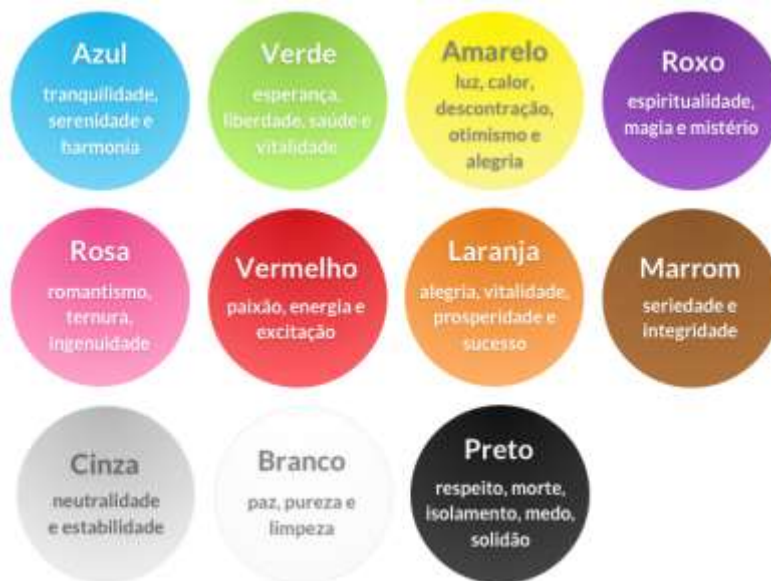 Azul
tranquilidade,
serenidade e
harmonia
Verde
esperança,
liberdade, saúde e
vitalidade
Amarelo
luz, calor,
descontração,
otimismo e
alegria
Roxo
espiritualidade,
magia e mistério
Rosa
romantismo,
ternura,
ingenuidade
Vermelho
paixão, energia e
excitação
Laranja
alegria, vitalidade,
prosperidade e
sucesso
Marrom
seriedade e
integridade
Cinza
neutralidade
e estabilidade
Branco
paz, pureza e
limpeza
Preto
respeito, morte,
isolamento, medo,
solidão